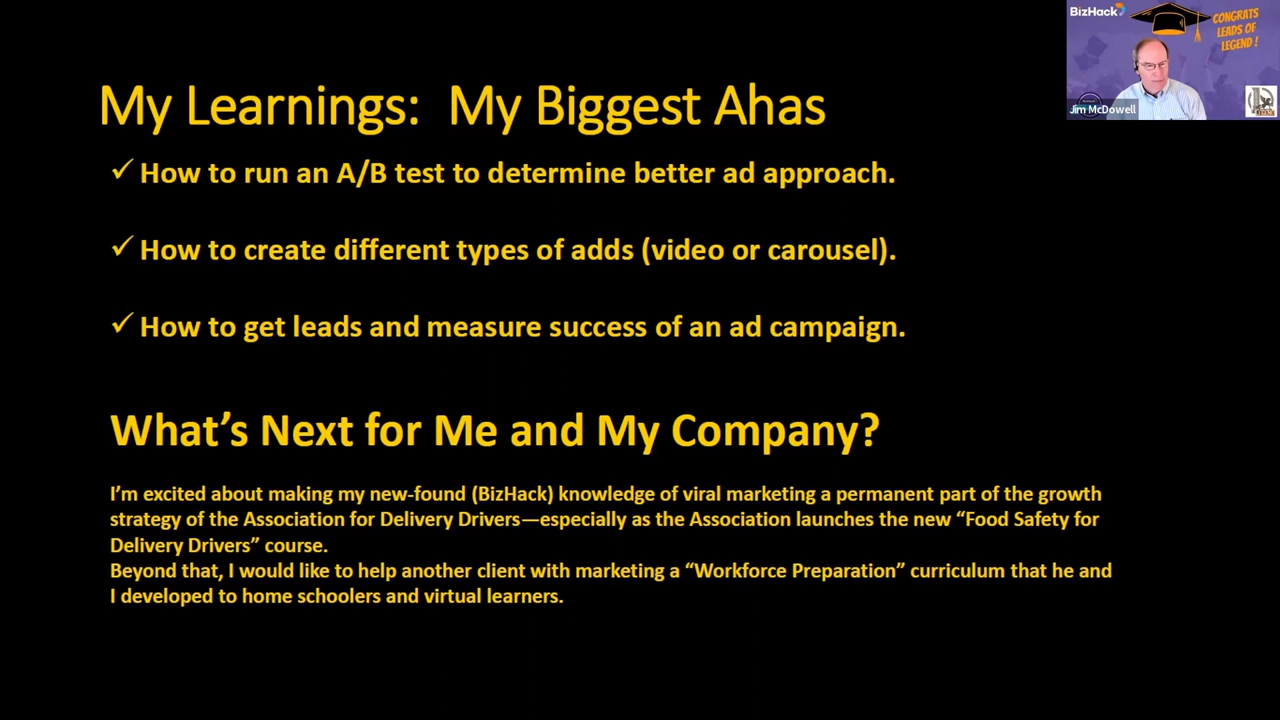 My Learnings:  My Biggest Ahas
✓ How to run an A/B test to determine better ad approach.
✓ How to create different types of adds (video or carousel).
✓ How to get leads and measure success of an ad campaign.
What’s Next for Me and My Company?
I’m excited about making my new-found (BizHack) knowledge of viral marketing a permanent part of the growth
strategy of the Association for Delivery Drivers—especially as the Association launches the new “Food Safety for
Delivery Drivers” course.
Beyond that, I would like to help another client with marketing a “Workforce Preparation” curriculum that he and
I developed to home schoolers and virtual learners.
BizHack
CONGRATS
LEADS OF
LEGEND !
Jim McDowell